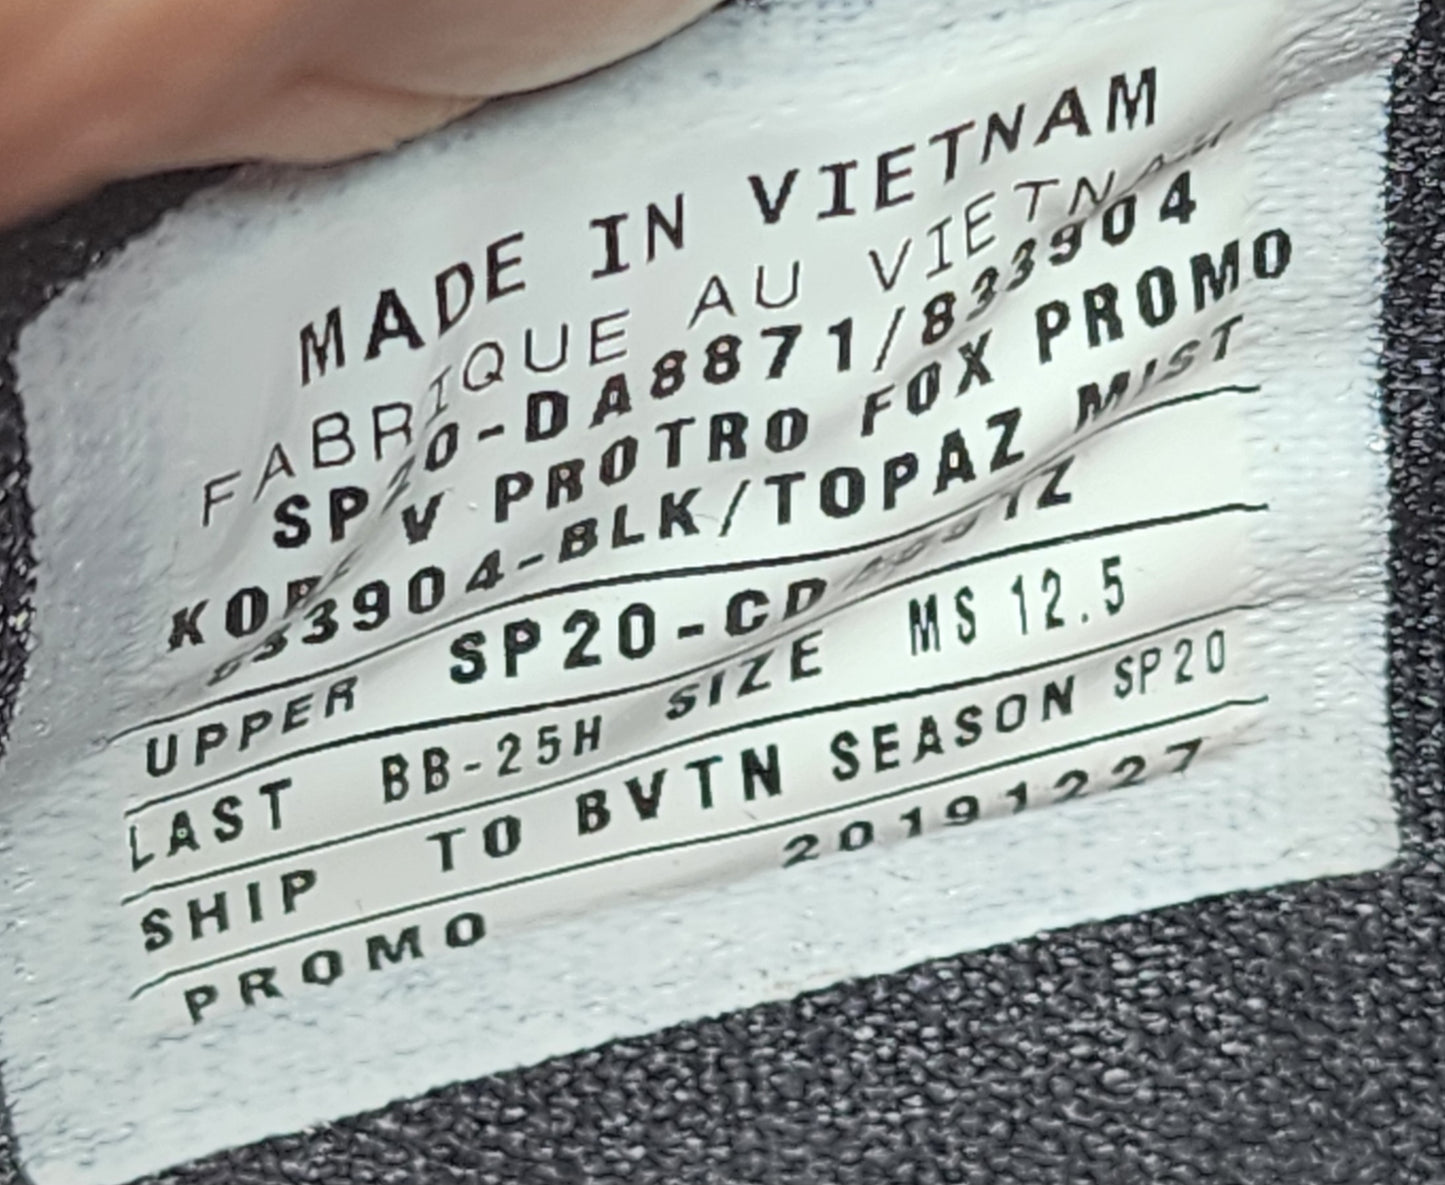 MADE IN VIETNAM
FABRIQUE AU VIETNAM
SP20-DA8871/833904
V PROTRO FOX PROMO
833904-BLK/TOPAZ MIST
UPPER SP20-CD
LAST BB-25H SIZE MS 12.5
SHIP TO BVTN SEASON SP20
PROMO 20191227